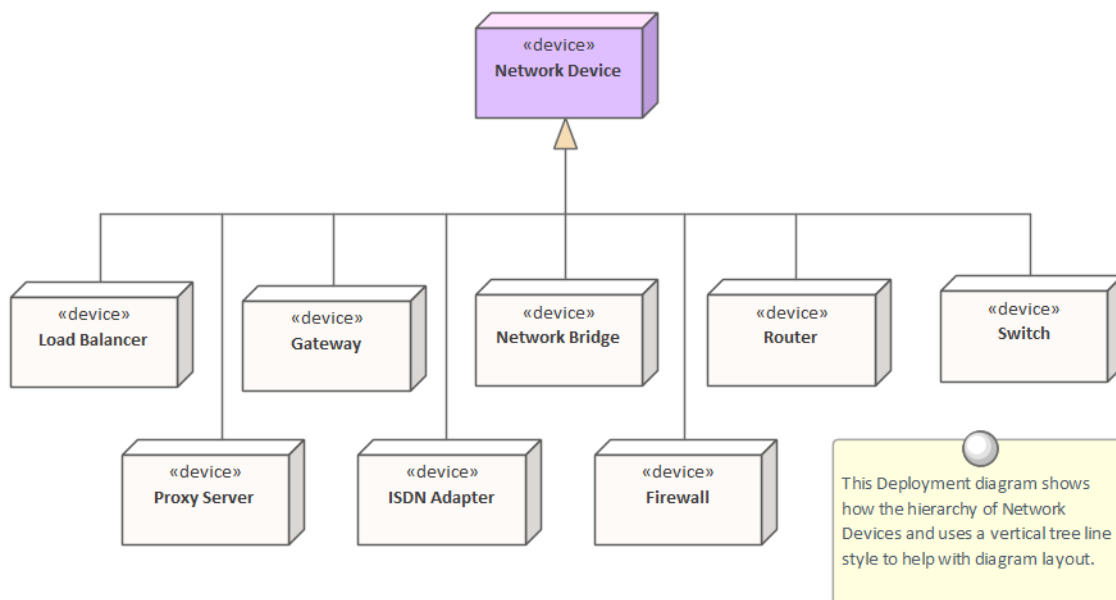 «device»
Network Device
«device»
Load Balancer
«device»
Gateway
«device»
Network Bridge
«device»
Router
«device»
Switch
«device»
Proxy Server
«device»
ISDN Adapter
«device»
Firewall
This Deployment diagram shows
how the hierarchy of Network
Devices and uses a vertical tree line
style to help with diagram layout.